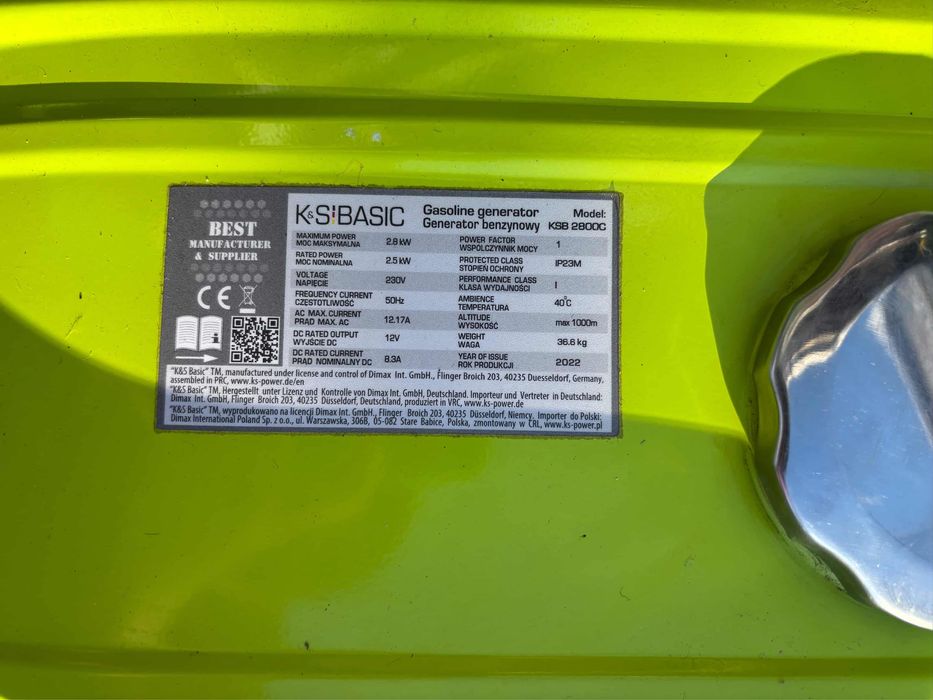 BEST
MANUFACTURER
& SUPPLIER
CE
K&S BASIC
Gasoline generator
Generator benzynowy
Model:
KSB 2800C
MAXIMUM POWER
MOC MAKSYMALNA
2.8 kW
RATED POWER
MOC NOMINALNA
2.5 kW
VOLTAGE
NAPIĘCIE
230V
FREQUENCY CURRENT
CZĘSTOTLIWOŚĆ
50Hz
AC MAX. CURRENT
PRĄD MAX. AC
12.17A
DC RATED OUTPUT
WYJŚCIE DC
12V
DC RATED CURRENT
PRĄD NOMINALNY DC
8.3A
POWER FACTOR
WSPOLCZYNNIK MOCY
1
PROTECTED CLASS
STOPIEŃ OCHRONY
IP23M
PERFORMANCE CLASS
KLASA WYDAJNOŚCI
I
AMBIENCE
TEMPERATURA
40°C
ALTITUDE
WYSOKOŚĆ
max 1000m
WEIGHT
WAGA
36.6 kg
YEAR OF ISSUE
ROK PRODUKCJI
2022
"K&S Basic" TM, manufactured under license and control of Dimax Int. GmbH., Flinger Broich 203, 40235 Duesseldorf, Germany,
assembled in PRC, www.ks-power.de/en
"K&S Basic" TM, Hergestellt unter Lizenz und Kontrolle von Dimax Int. GmbH, Deutschland. Importeur und Vertreter in Deutschland:
Dimax Int. GmbH, Flinger Broich 203, 40235 Düsseldorf, Deutschland, produziert in VRC, www.ks-power.de
"K&S Basic" TM, wyprodukowano na licencji Dimax Int. GmbH., Flinger Broich 203, 40235 Düsseldorf, Niemcy. Importer do Polski:
Dimax International Poland Sp. z o.o., ul. Warszawska, 306B, 05-082 Stare Babice, Polska, zmontowany w CRL, www.ks-power.pl